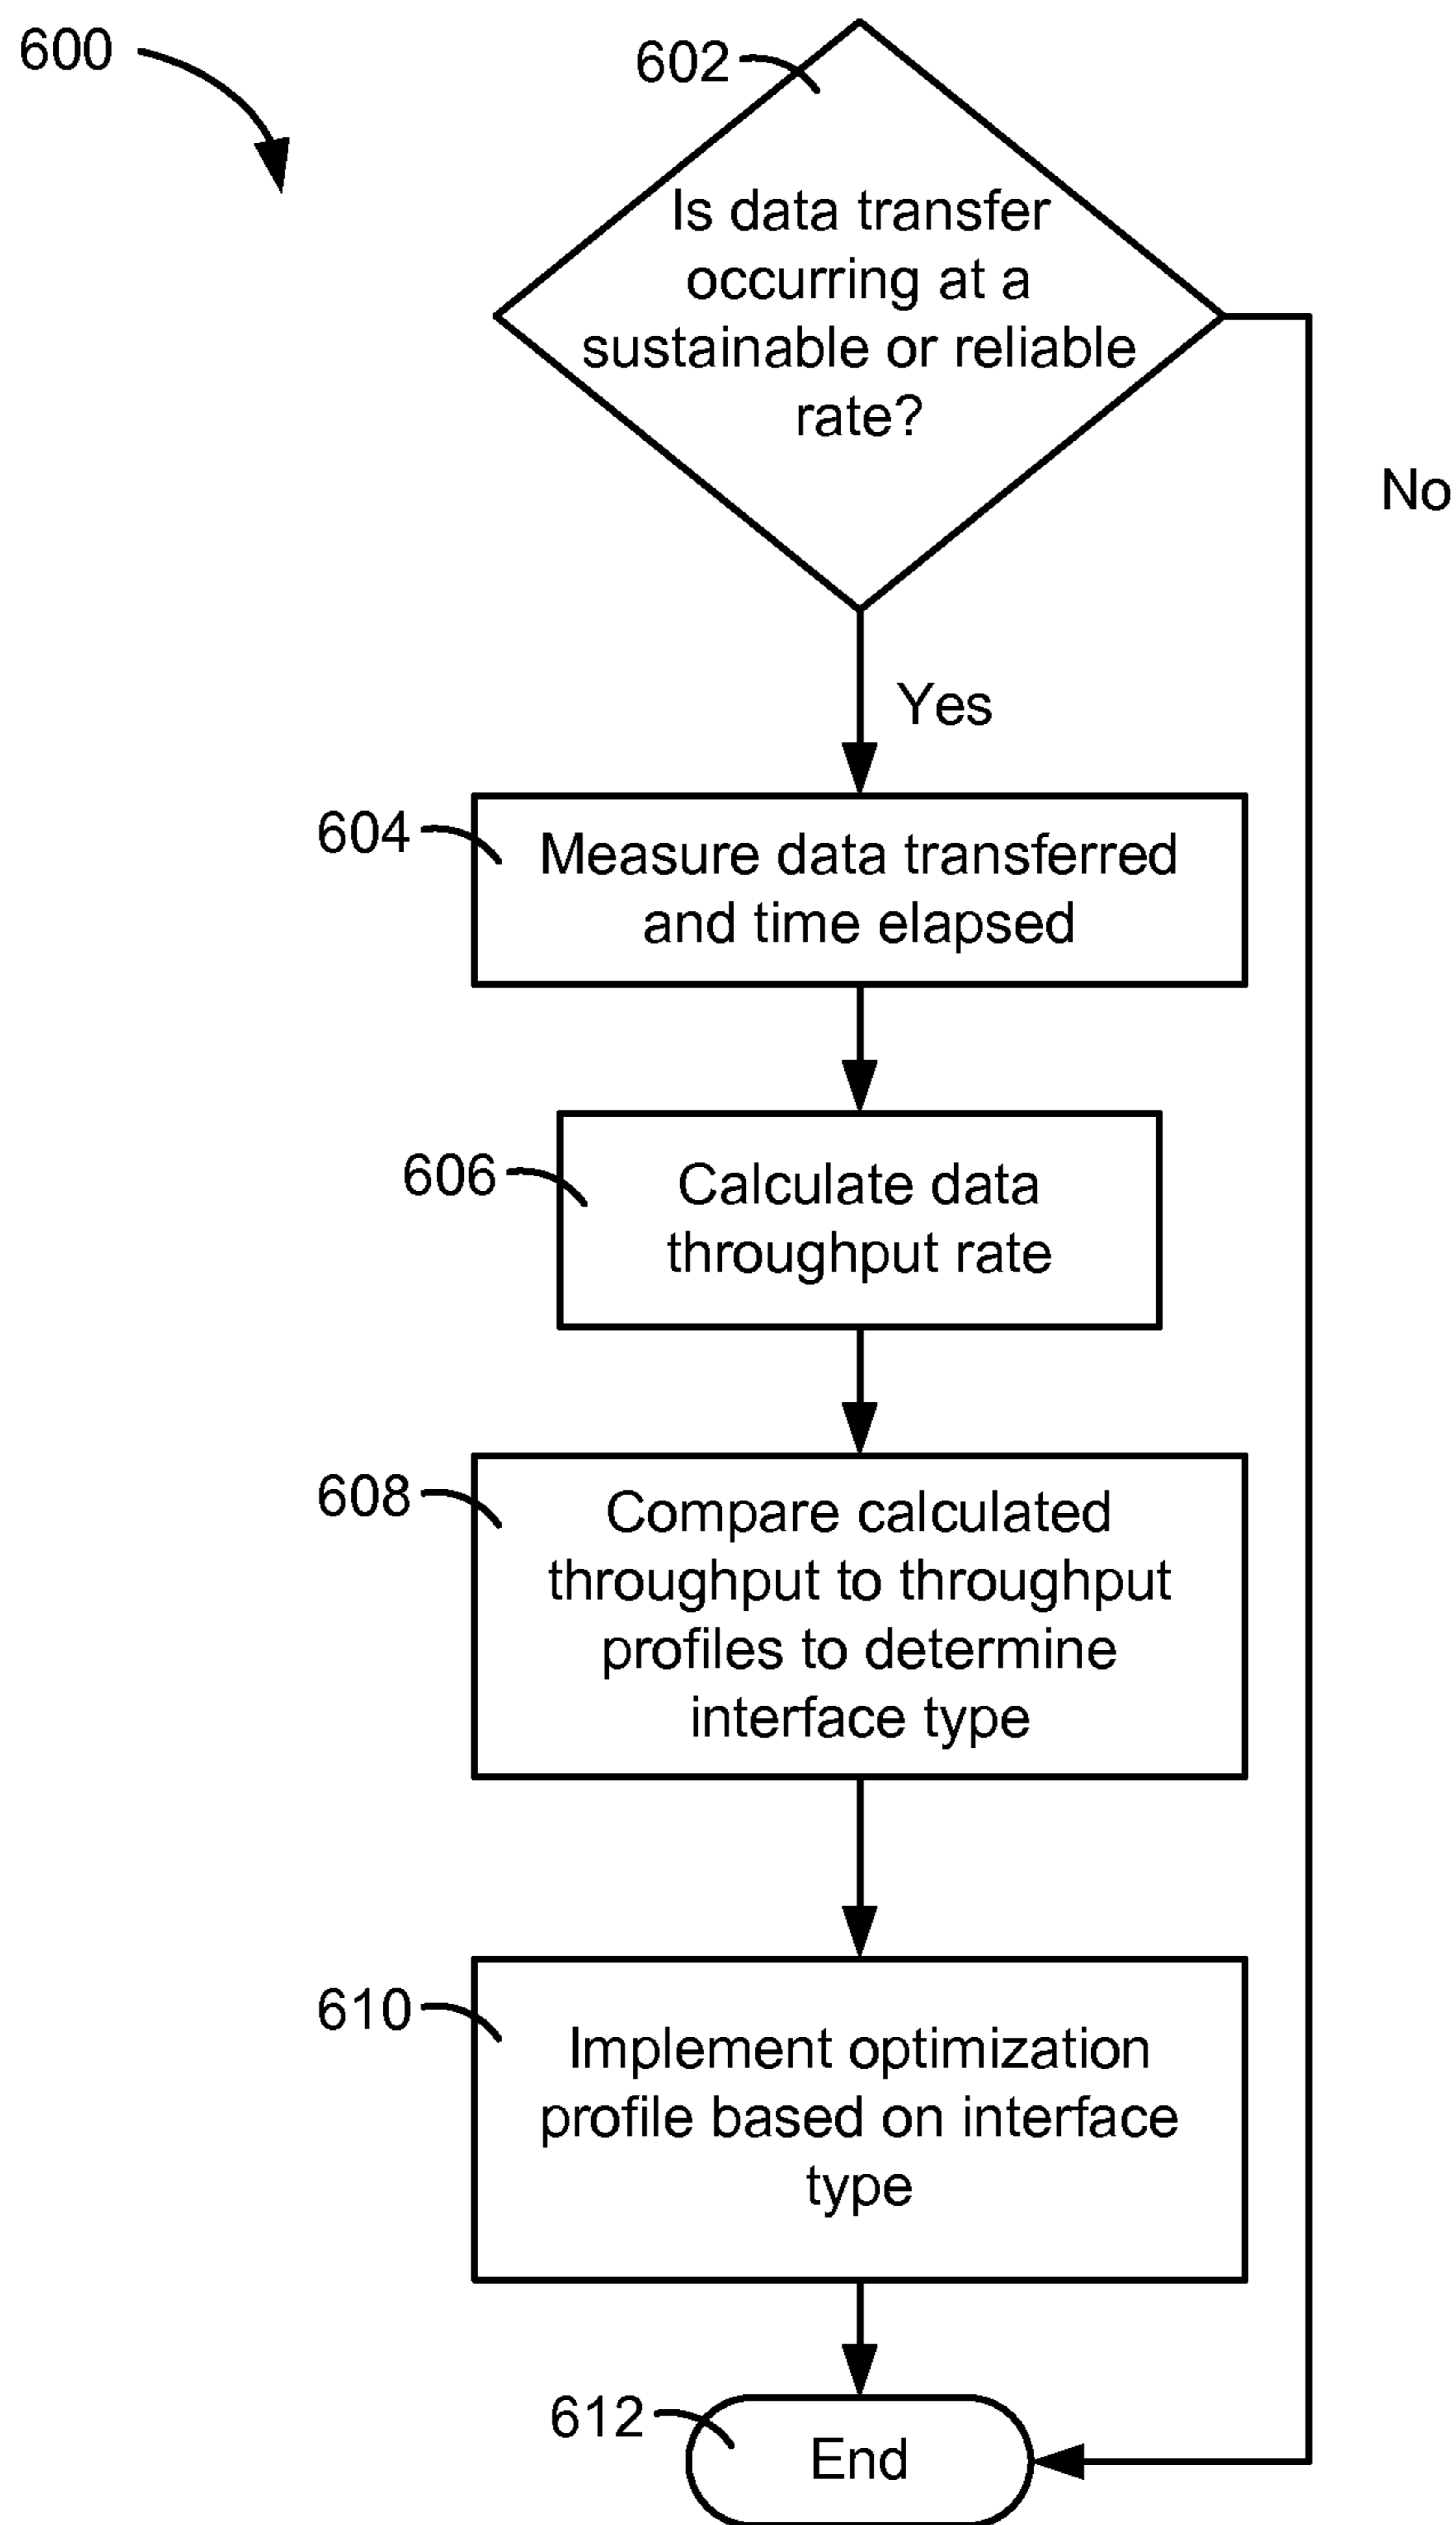 600
602
Is data transfer
occurring at a
sustainable or reliable
rate?
No
Yes
604
Measure data transferred
and time elapsed
606
Calculate data
throughput rate
608
Compare calculated
throughput to throughput
profiles to determine
interface type
610
Implement optimization
profile based on interface
type
612
End